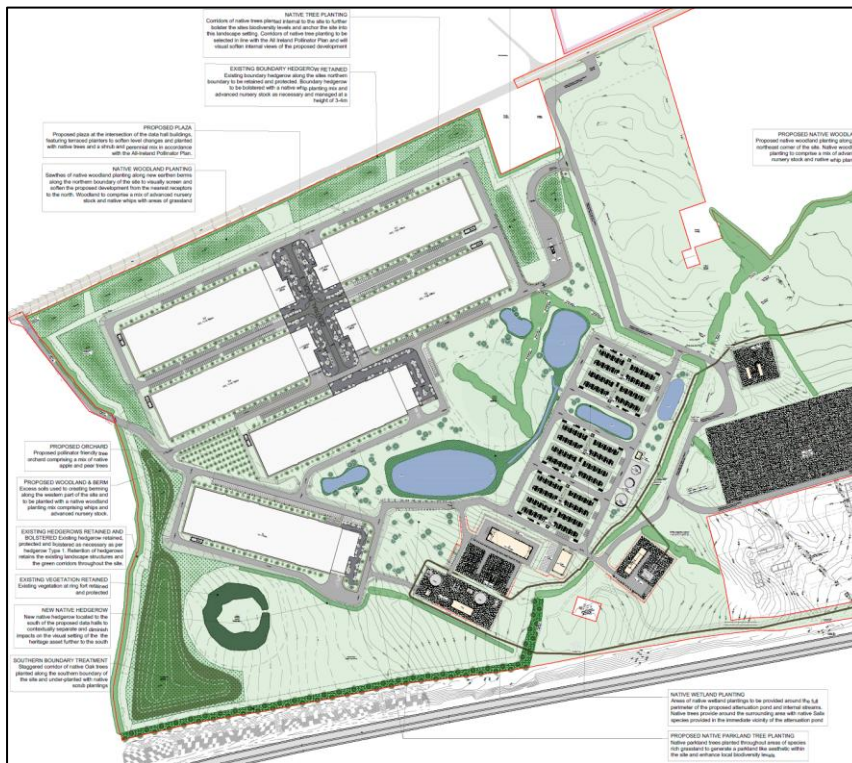 NATIVE TREE PLANTING
Corridors of native trees planted internal to the site to further
bolster the sites biodiversity levels and anchor the site into
this landscape setting. Corridors of native tree planting to be
selected in line with the All Ireland Pollinator Plan and will
visual soften internal views of the proposed development
EXISTING BOUNDARY HEDGEROW RETAINED
Existing boundary hedgerow along the sites northern
boundary to be retained and protected. Boundary hedgerow
to be bolstered with a native whip planting mix and
advanced nursery stock as necessary and managed at a
height of 3-4m
PROPOSED PLAZA
Proposed plaza at the intersection of the data hall buildings,
featuring terraced planters to soften level changes and planted
with native trees and a shrub and perennial mix in accordance
with the All-Ireland Pollinator Plan.
NATIVE WOODLAND PLANTING
Swathes of native woodland planting along new earthen berms
along the northern boundary of the site to visually screen and
soften the proposed development from the nearest receptors
to the north. Woodland to comprise a mix of advanced nursery
stock and native whips with areas of grassland
PROPOSED NATIVE WOODLA
Proposed native woodland planting along
northeast corner of the site. Native wood
planting to comprise a mix of advan
nursery stock and native whip plan
PROPOSED ORCHARD
Proposed pollinator friendly tree
orchard comprising a mix of native
apple and pear trees
PROPOSED WOODLAND & BERM
Excess soils used to creating berming
along the western part of the site and
to be planted with a native woodland
planting mix comprising whips and
advanced nursery stock.
EXISTING HEDGEROWS RETAINED AND
BOLSTERED Existing hedgerow retained,
protected and bolstered as necessary as per
hedgerow Type 1. Retention of hedgerows
retains the existing landscape structures and
the green corridors throughout the site.
EXISTING VEGETATION RETAINED
Existing vegetation at ring fort retained
and protected
NEW NATIVE HEDGEROW
New native hedgerow located to the
south of the proposed data halls to
contextually separate and diminish
impacts on the visual setting of the the
heritage asset further to the south
SOUTHERN BOUNDARY TREATMENT
Staggered corridor of native Oak trees
planted along the southern boundary of
the site and under-planted with native
scrub plantings
NATIVE WETLAND PLANTING
Areas of native wetland plantings to be provided around the full
perimeter of the proposed attenuation pond and internal streams.
Native trees provide around the surrounding area with native Salix
species provided in the immediate vicinity of the attenuation pond
PROPOSED NATIVE PARKLAND TREE PLANTING
Native parkland trees planted throughout areas of species
rich grassland to generate a parkland like aesthetic within
the site and enhance local biodiversity levels